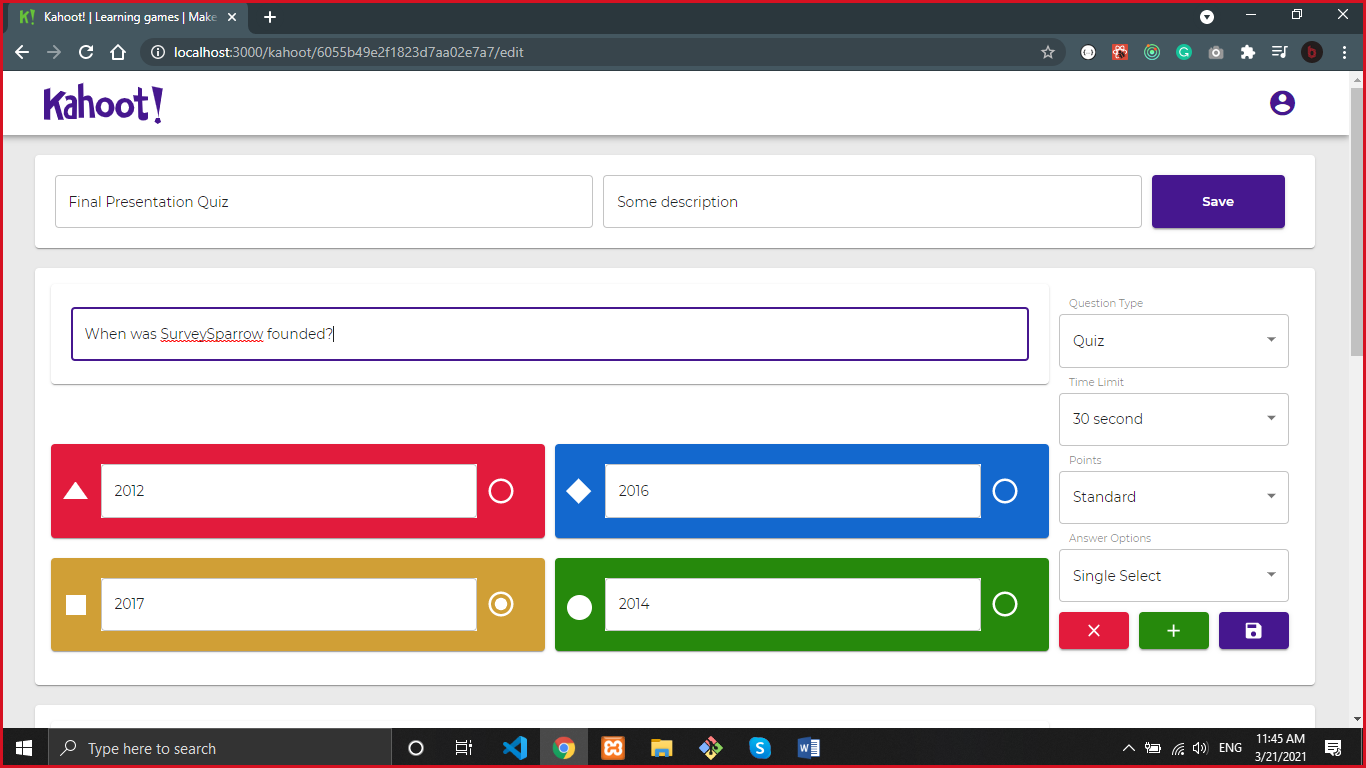 Kahoot! | Learning games | Make
localhost:3000/kahoot/6055b49e2f1823d7aa02e7a7/edit
Kahoot!
Final Presentation Quiz
Some description
Save
When was SurveySparrow founded?
Question Type
Quiz
Time Limit
30 second
Points
Standard
Answer Options
Single Select
2012
2016
2017
2014
Type here to search
ENG
11:45 AM
3/21/2021